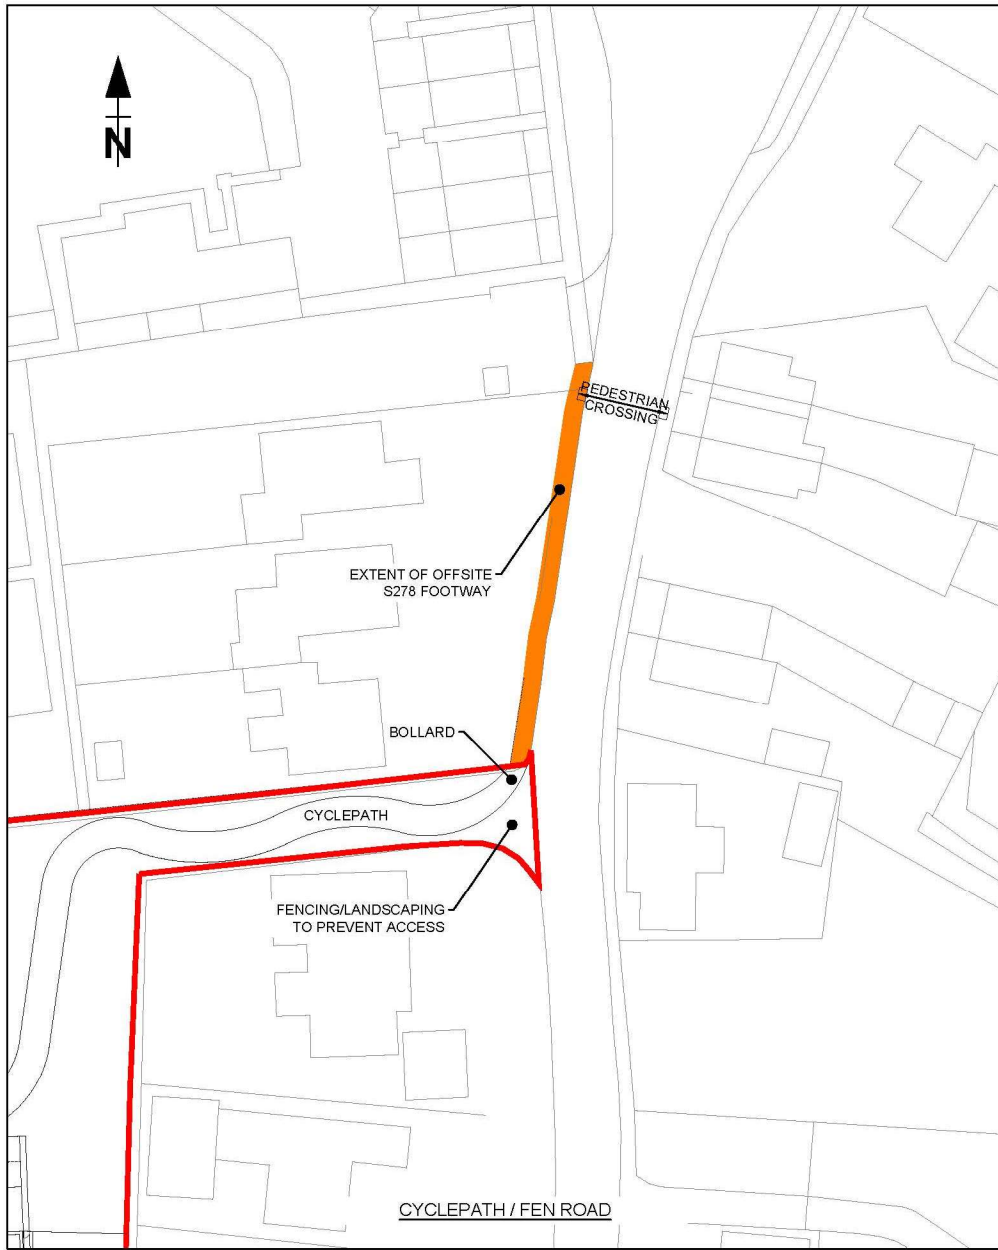 N
PEDESTRIAN
CROSSING
EXTENT OF OFFSITE
S278 FOOTWAY
BOLLARD
CYCLEPATH
FENCING/LANDSCAPING
TO PREVENT ACCESS
CYCLEPATH / FEN ROAD